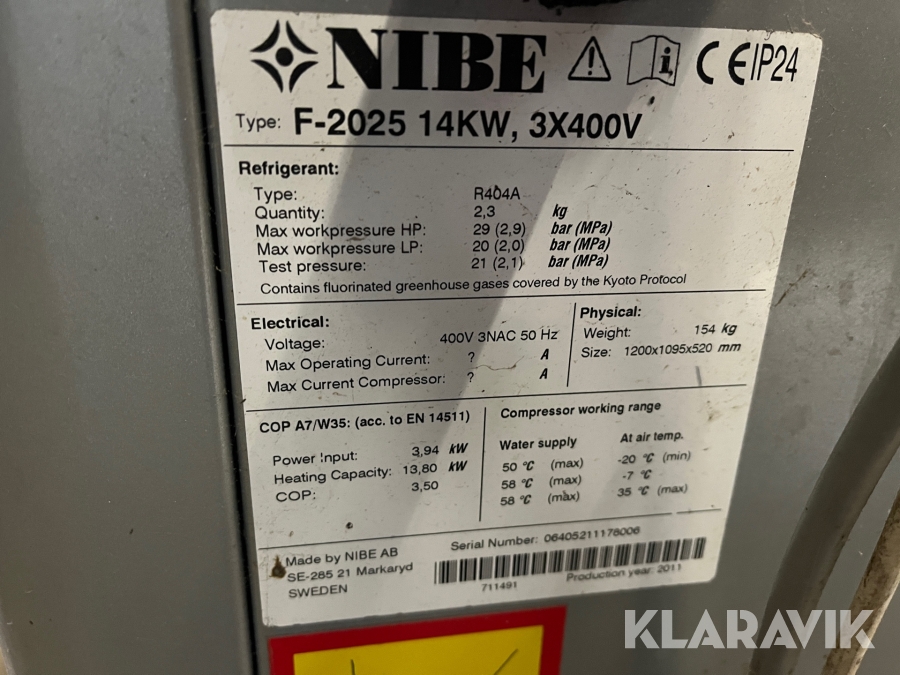 NIBE CE IP24
Type: F-2025 14KW, 3X400V
Refrigerant:
Type: R404A
Quantity: 2,3 kg
Max workpressure HP: 29 (2,9) bar (MPa)
Max workpressure LP: 20 (2,0) bar (MPa)
Test pressure: 21 (2,1) bar (MPa)
Contains fluorinated greenhouse gases covered by the Kyoto Protocol
Electrical:
Voltage: 400V 3NAC 50 Hz
Max Operating Current: ? A
Max Current Compressor: ? A
Physical:
Weight: 154 kg
Size: 1200x1095x520 mm
COP A7/W35: (acc. to EN 14511)
Power Input: 3,94 kW
Heating Capacity: 13,80 kW
COP: 3,50
Compressor working range
Water supply At air temp.
50 °C (max) -20 °C (min)
58 °C (max) -7 °C
58 °C (max) 35 °C (max)
Made by NIBE AB
SE-285 21 Markaryd
SWEDEN
Serial Number: 06405211178006
711491 Production year: 2011
KLARAVIK